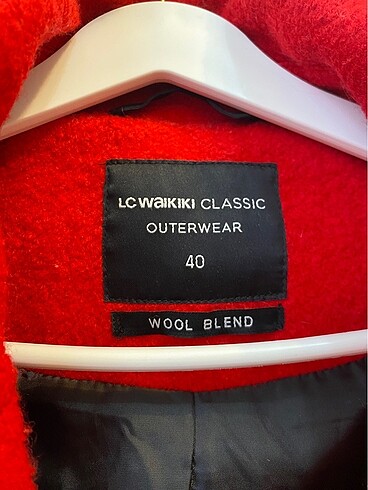 LC WAIKIKI CLASSIC
OUTERWEAR
40
WOOL BLEND